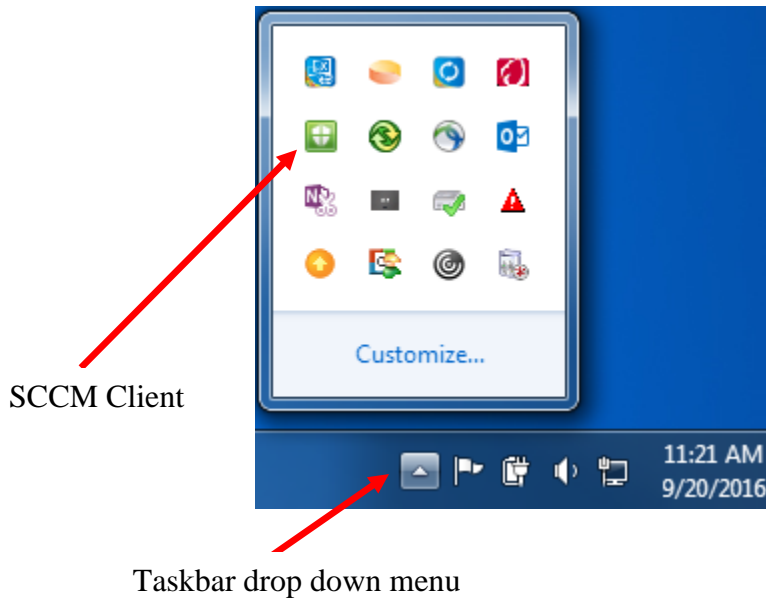 Customize...
SCCM Client
11:21 AM
9/20/2016
Taskbar drop down menu